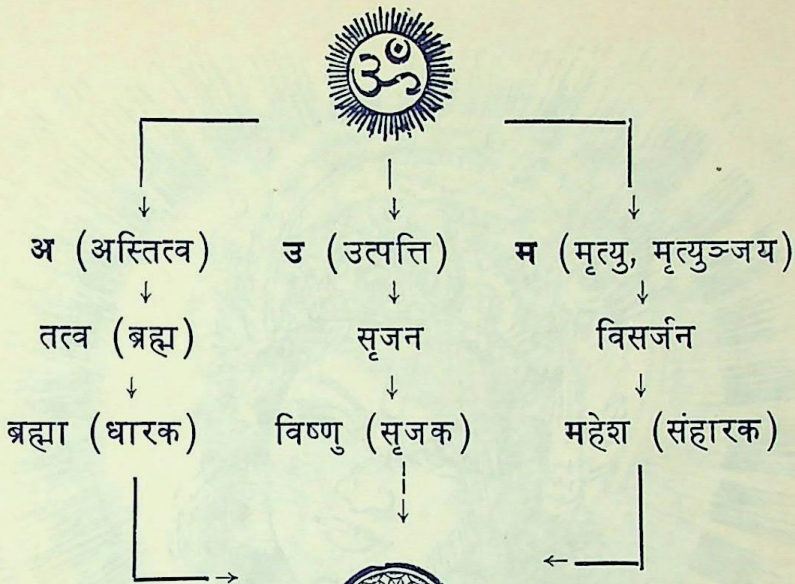 ॐ
अ (अस्तित्व) उ (उत्पत्ति) म (मृत्यु, मृत्युञ्जय)
तत्व (ब्रह्म) सृजन विसर्जन
ब्रह्मा (धारक) विष्णु (सृजक) महेश (संहारक)